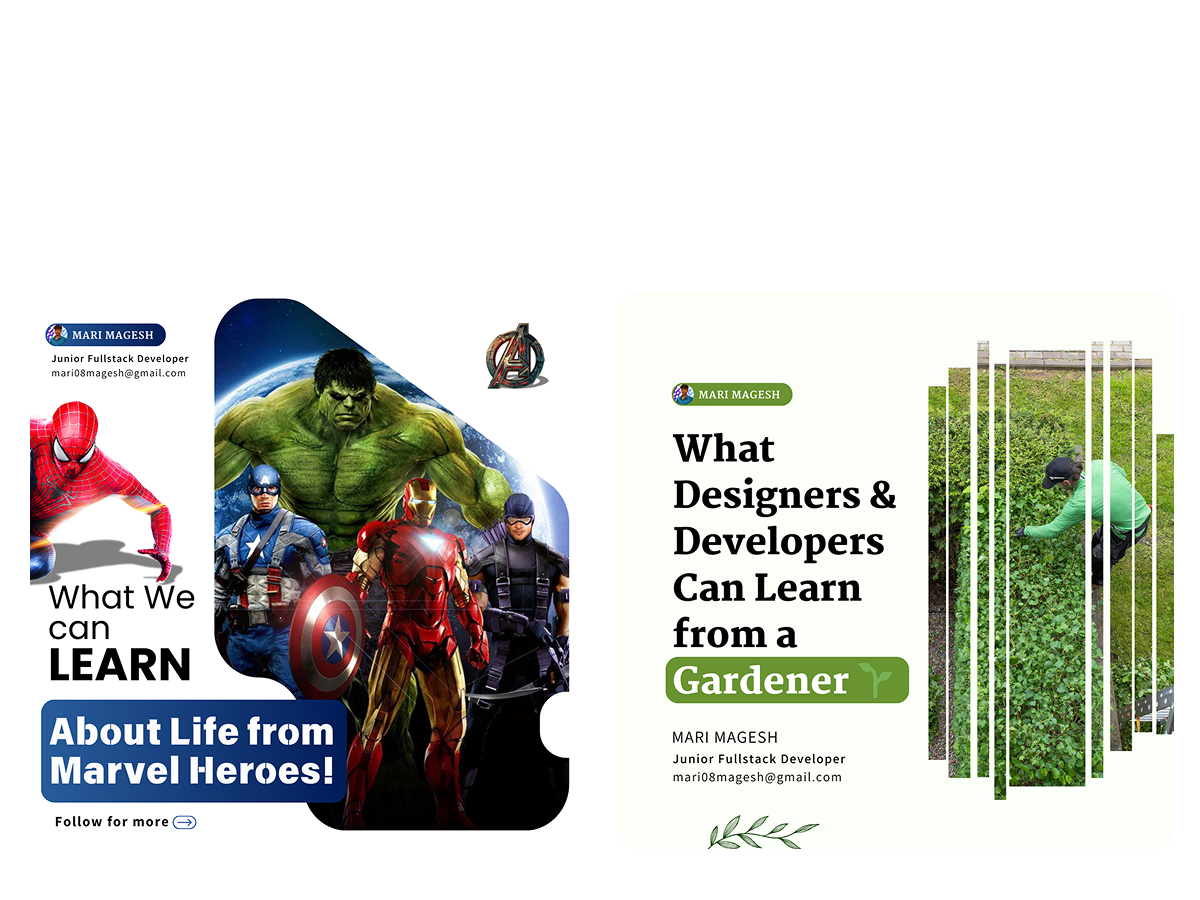 MARI MAGESH
Junior Fullstack Developer
mari08magesh@gmail.com
What We
can
LEARN
About Life from
Marvel Heroes!
Follow for more
MARI MAGESH
What
Designers &
Developers
Can Learn
from a
Gardener
MARI MAGESH
Junior Fullstack Developer
mari08magesh@gmail.com